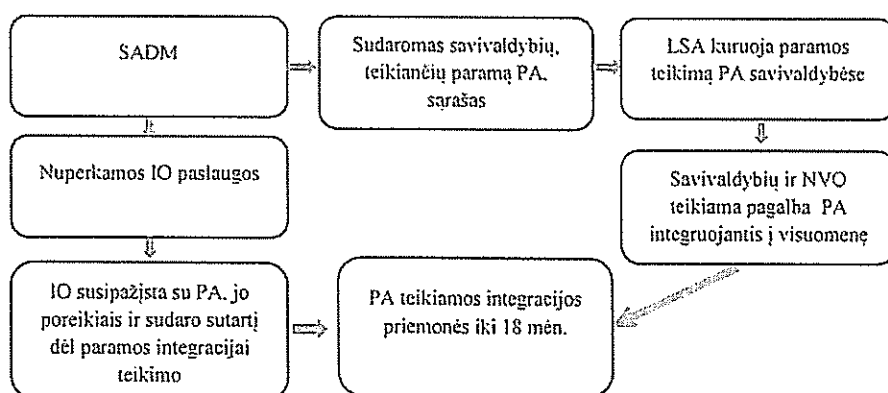 SADM
Sudaromas savivaldybių,
teikiančių paramą PA,
sąrašas
LSA kuruoja paramos
teikimą PA savivaldybėse
Nuperkamos IO paslaugos
Savivaldybių ir NVO
teikiama pagalba PA
integruojantis į visuomenę
IO susipažįsta su PA, jo
poreikiais ir sudaro sutartį
dėl paramos integracijai
teikimo
PA teikiamos integracijos
priemonės iki 18 mėn.